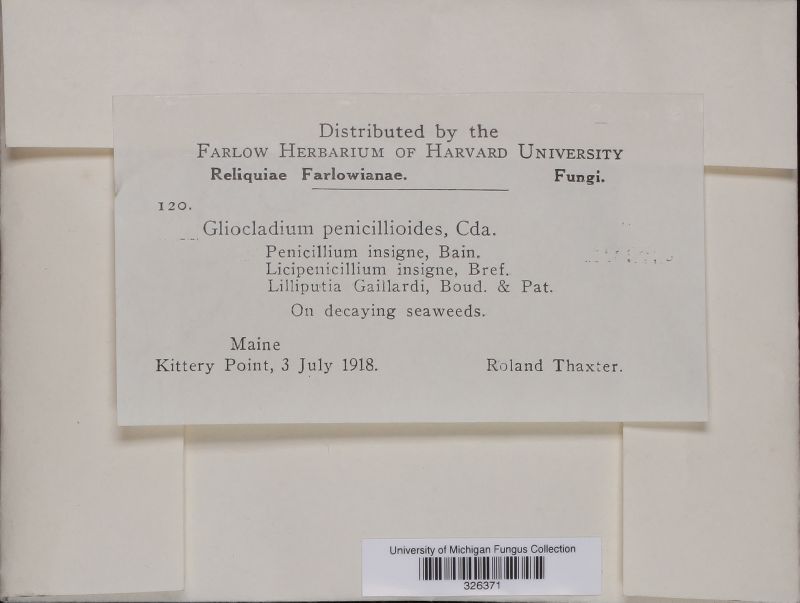 Distributed by the
FARLOW HERBARIUM OF HARVARD UNIVERSITY
Reliquiae Farlowianae. Fungi.
120.
Gliocladium penicillioides, Cda.
Penicillium insigne, Bain.
Licipenicillium insigne, Bref.
Lilliputia Gaillardi, Boud. & Pat.
On decaying seaweeds.
Maine
Kittery Point, 3 July 1918. Roland Thaxter.
University of Michigan Fungus Collection
326371